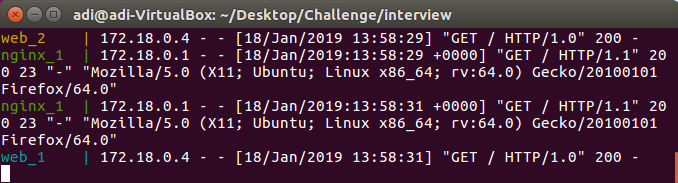 adi@adi-VirtualBox: ~/Desktop/Challenge/interview
web_2    | 172.18.0.4 - - [18/Jan/2019 13:58:29] "GET / HTTP/1.0" 200 -
nginx_1  | 172.18.0.1 - - [18/Jan/2019:13:58:29 +0000] "GET / HTTP/1.1" 20
0 23 "-" "Mozilla/5.0 (X11; Ubuntu; Linux x86_64; rv:64.0) Gecko/20100101
Firefox/64.0"
nginx_1  | 172.18.0.1 - - [18/Jan/2019:13:58:31 +0000] "GET / HTTP/1.1" 20
0 23 "-" "Mozilla/5.0 (X11; Ubuntu; Linux x86_64; rv:64.0) Gecko/20100101
Firefox/64.0"
web_1    | 172.18.0.4 - - [18/Jan/2019 13:58:31] "GET / HTTP/1.0" 200 -